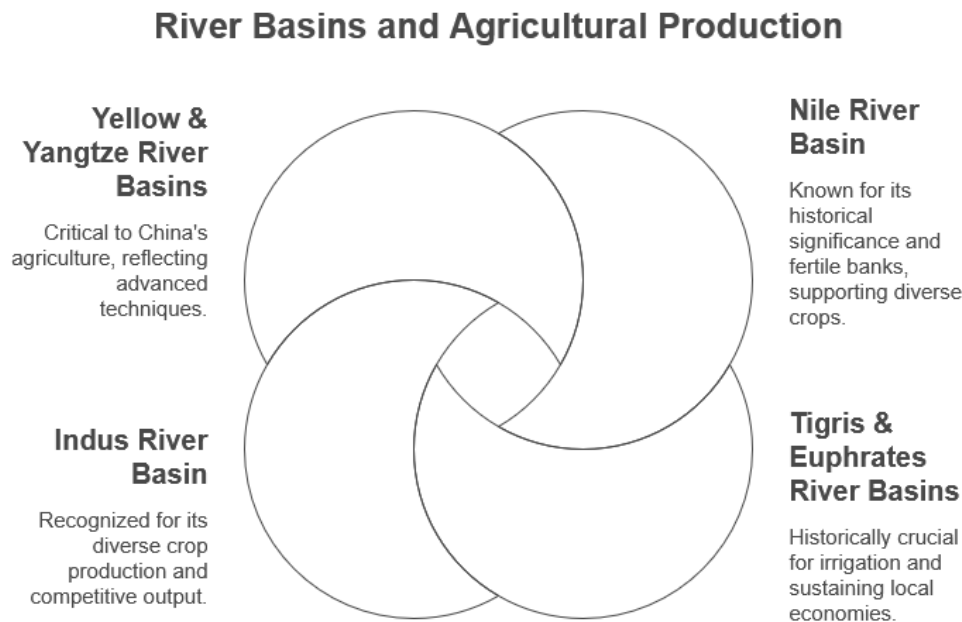 River Basins and Agricultural Production
Yellow &
Yangtze River
Basins
Critical to China's
agriculture, reflecting
advanced
techniques.
Nile River
Basin
Known for its
historical
significance and
fertile banks,
supporting diverse
crops.
Indus River
Basin
Recognized for its
diverse crop
production and
competitive output.
Tigris &
Euphrates
River Basins
Historically crucial
for irrigation and
sustaining local
economies.